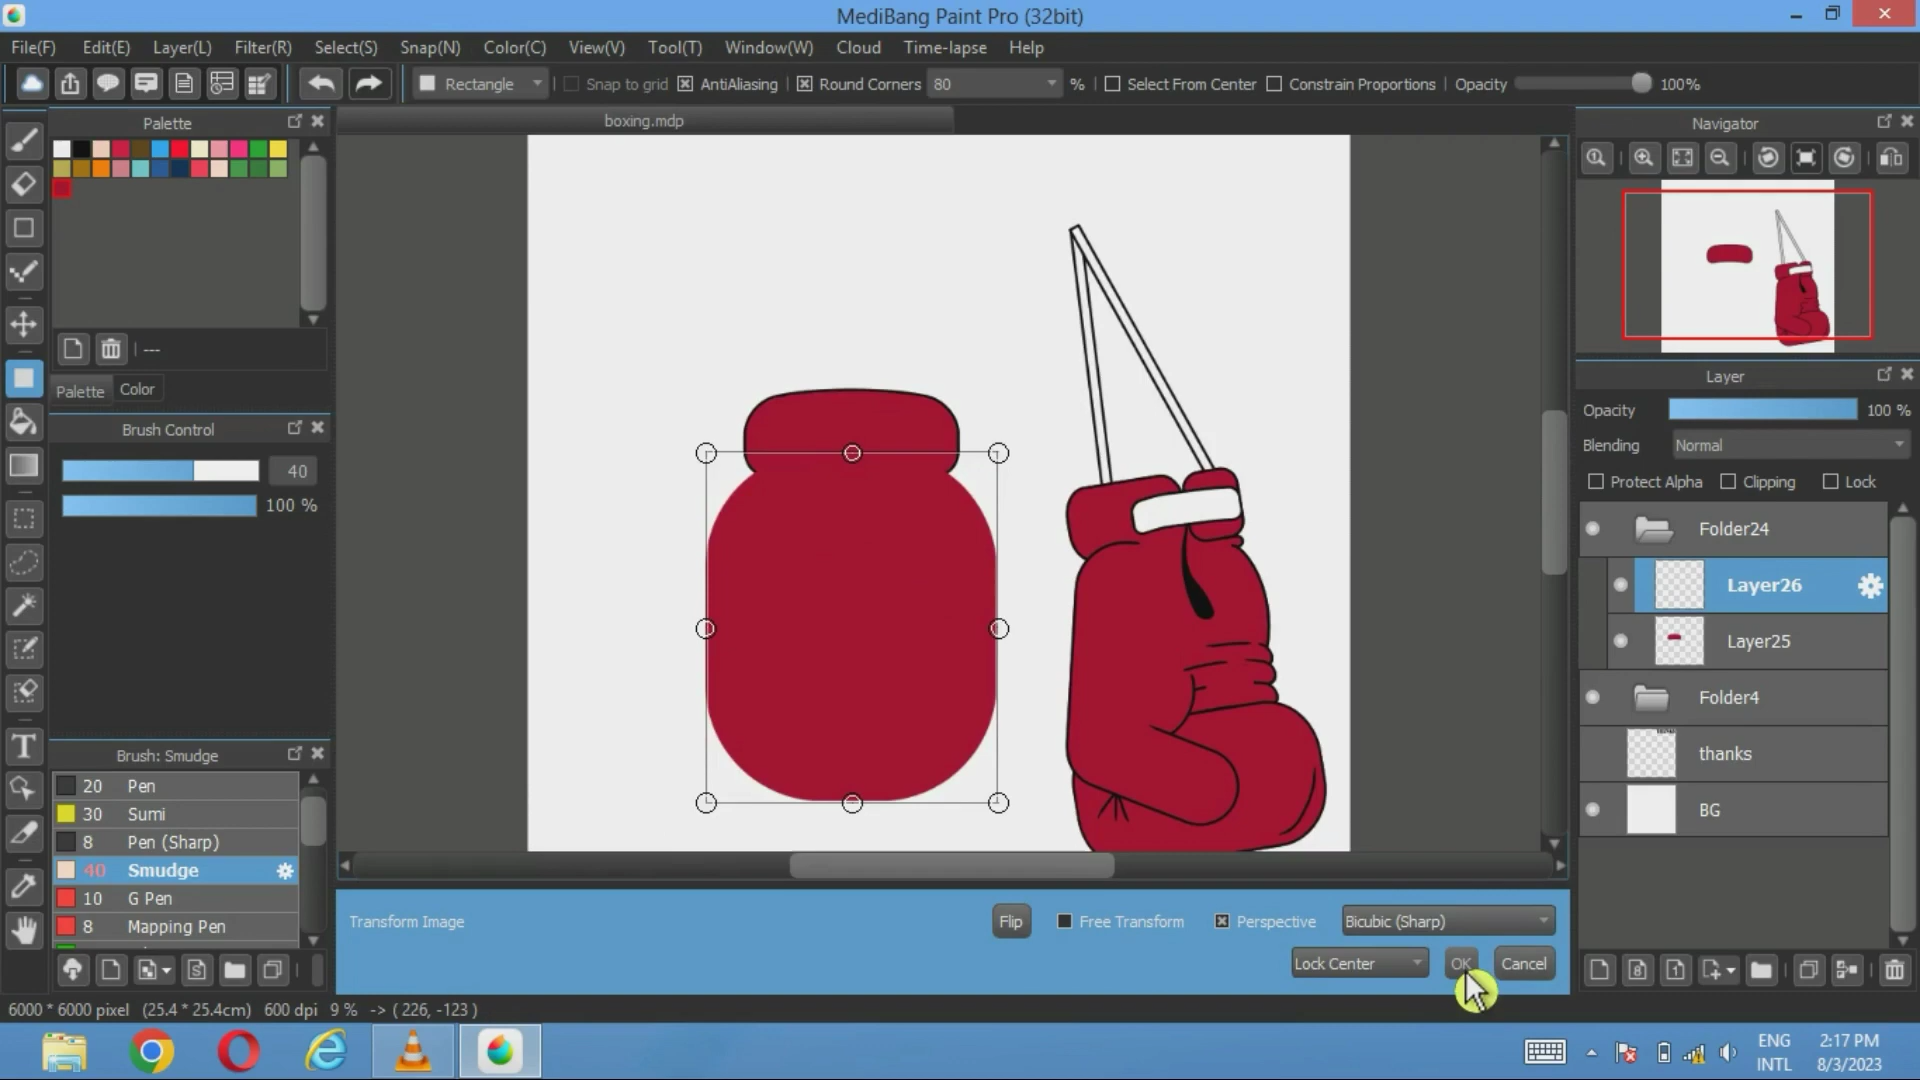 MediBang Paint Pro (32bit)
File(F) Edit(E) Layer(L) Filter(R) Select(S) Snap(N) Color(C) View(V) Tool(T) Window(W) Cloud Time-lapse Help
Rectangle Snap to grid AntiAliasing Round Corners 80 % Select From Center Constrain Proportions Opacity 100%
Palette
boxing.mdp
Navigator
---
Palette Color
Layer
Opacity 100 %
Brush Control
Blending Normal
40
Protect Alpha Clipping Lock
100 %
Folder24
Layer26
Layer25
Folder4
thanks
BG
Brush: Smudge
20 Pen
30 Sumi
8 Pen (Sharp)
40 Smudge
10 G Pen
8 Mapping Pen
Transform Image Flip Free Transform Perspective Bicubic (Sharp)
Lock Center OK Cancel
6000 * 6000 pixel (25.4 * 25.4cm) 600 dpi 9 % -> ( 226, -123 )
ENG 2:17 PM
INTL 8/3/2023